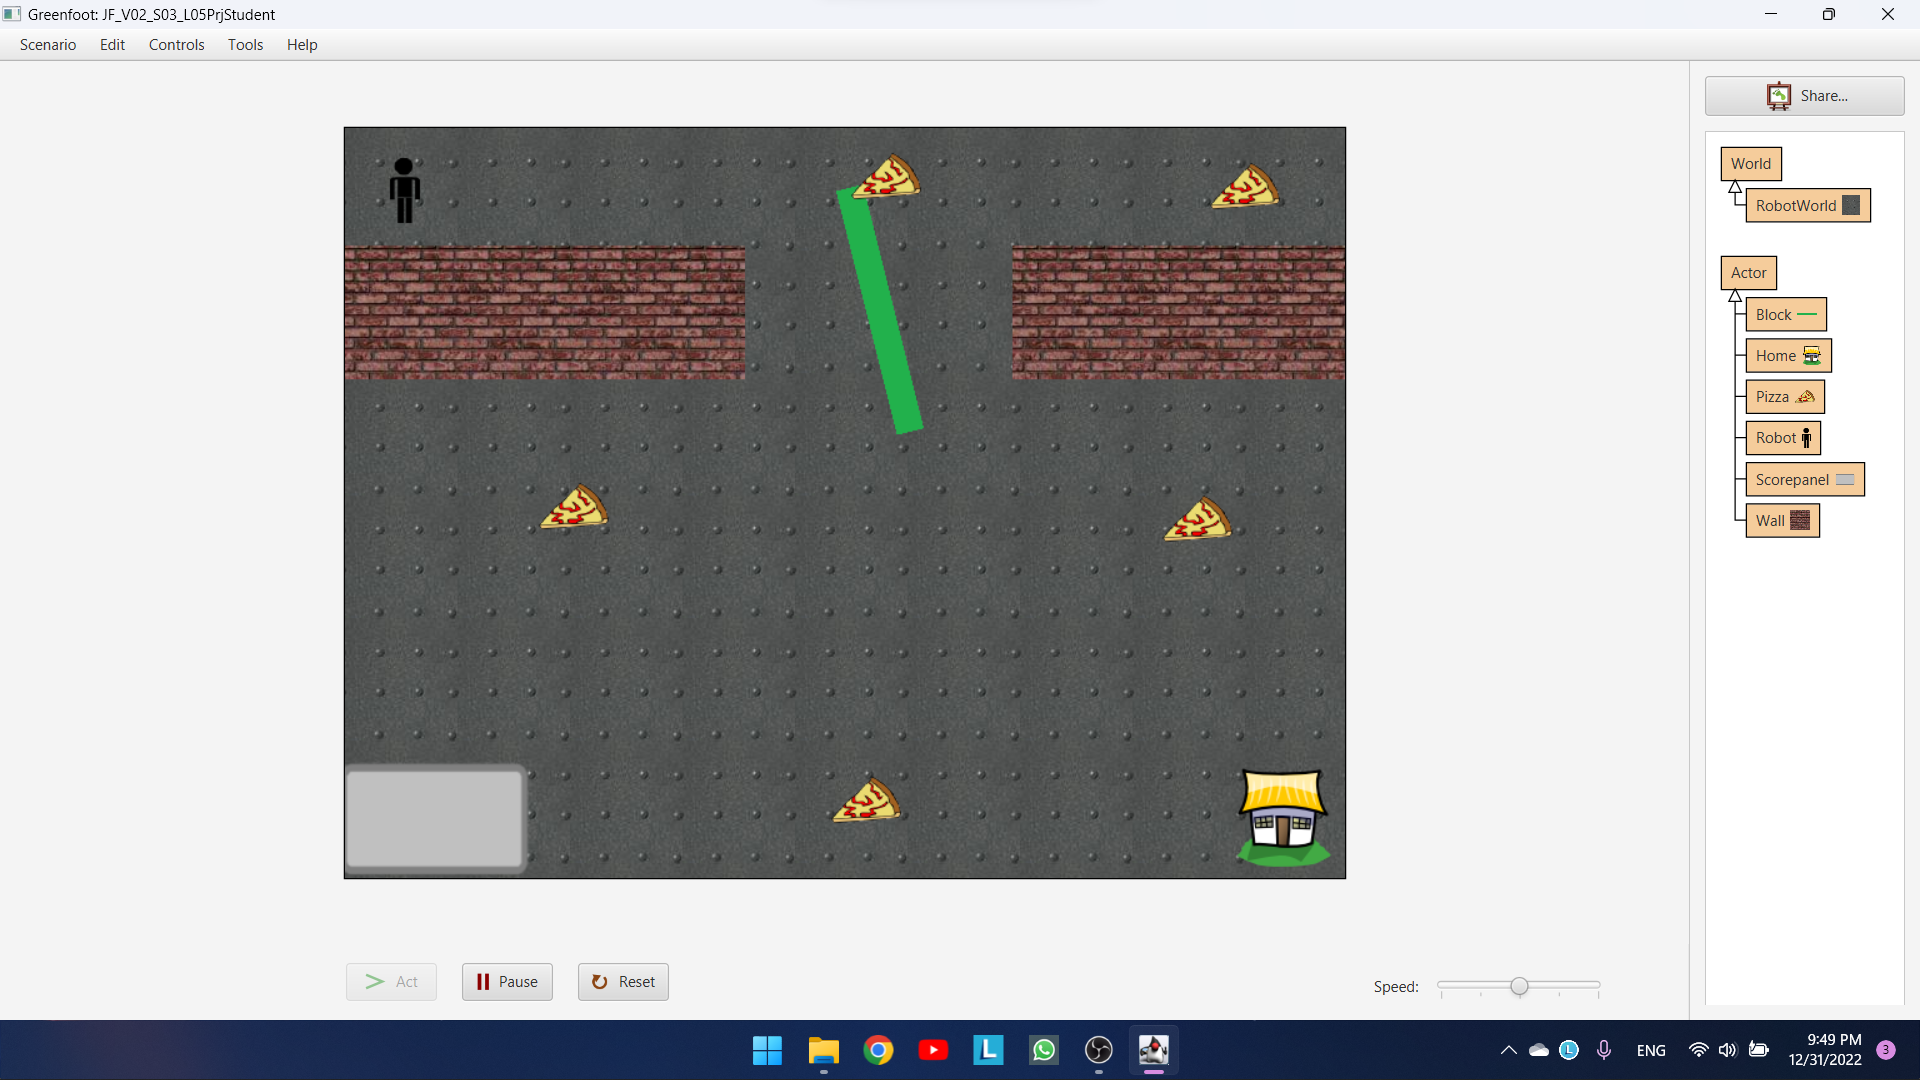 Greenfoot: JF_V02_S03_L05PrjStudent
Scenario Edit Controls Tools Help
Share...
World
RobotWorld
Actor
Block
Home
Pizza
Robot
Scorepanel
Wall
Act Pause Reset Speed:
L L ENG 9:49 PM 3
12/31/2022